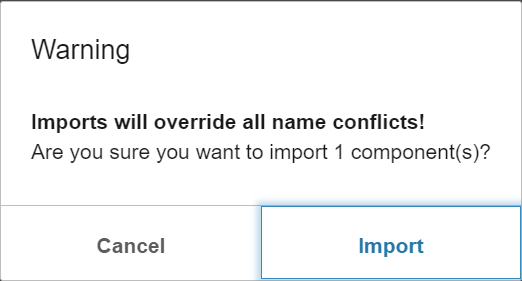 Warning
Imports will override all name conflicts!
Are you sure you want to import 1 component(s)?
Cancel
Import